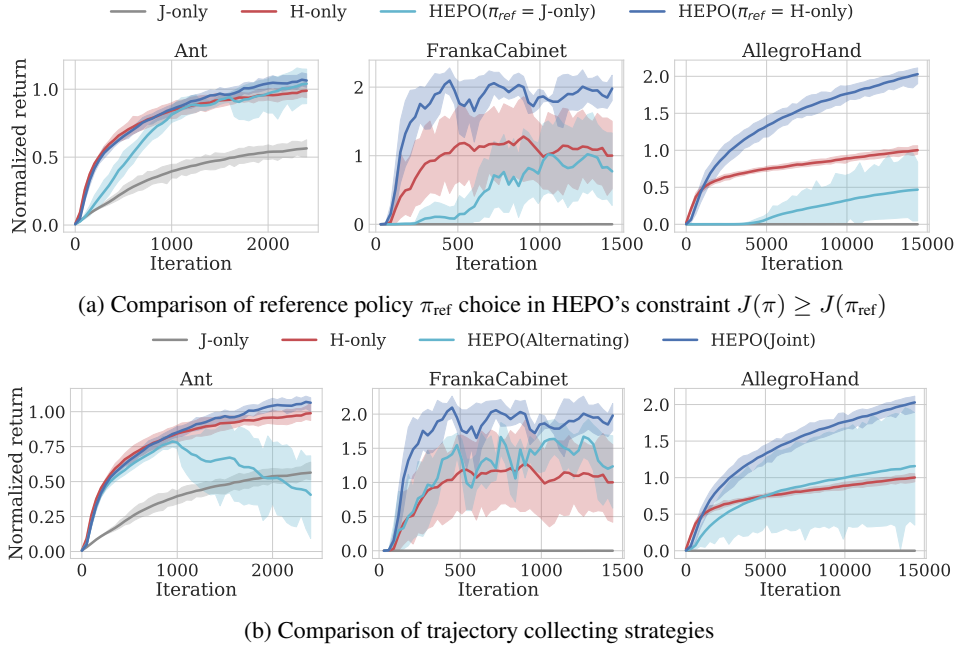 J-only H-only HEPO(π_ref = J-only) HEPO(π_ref = H-only)
Ant FrankaCabinet AllegroHand
Normalized return
1.0
0.5
0.0
2
1
0
2.0
1.5
1.0
0.5
0.0
0 1000 2000 0 500 1000 1500 0 5000 10000 15000
Iteration Iteration Iteration
(a) Comparison of reference policy π_ref choice in HEPO's constraint J(π) ≥ J(π_ref)
J-only H-only HEPO(Alternating) HEPO(Joint)
Ant FrankaCabinet AllegroHand
Normalized return
1.00
0.75
0.50
0.25
0.00
2.0
1.5
1.0
0.5
0.0
2.0
1.5
1.0
0.5
0.0
0 1000 2000 0 500 1000 1500 0 5000 10000 15000
Iteration Iteration Iteration
(b) Comparison of trajectory collecting strategies